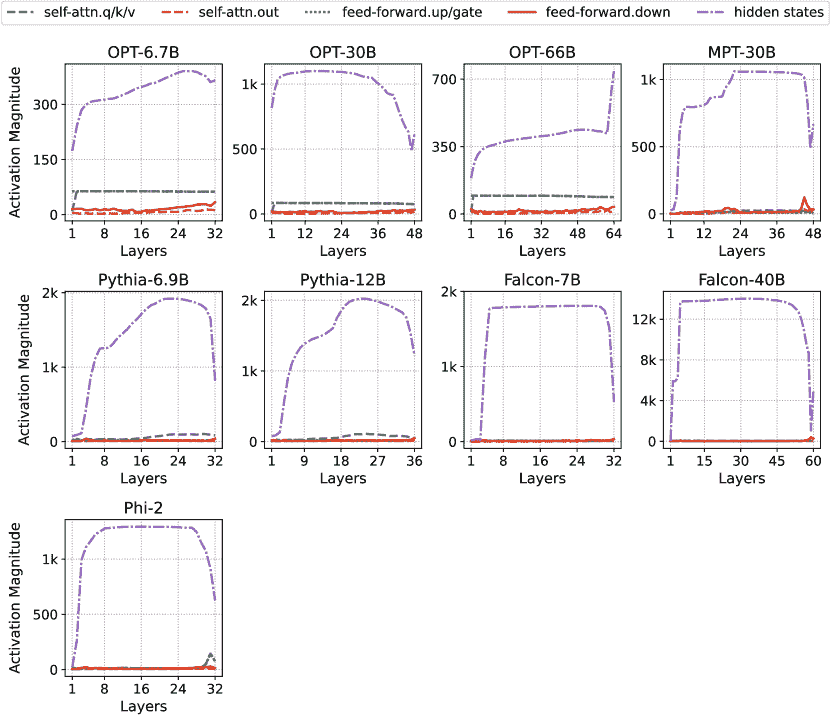 self-attn.q/k/v self-attn.out feed-forward.up/gate feed-forward.down hidden states
OPT-6.7B OPT-30B OPT-66B MPT-30B
Activation Magnitude
300
150
0
1k
500
0
700
350
0
1k
500
0
1 8 16 24 32
1 12 24 36 48
1 16 32 48 64
1 12 24 36 48
Layers Layers Layers Layers
Pythia-6.9B Pythia-12B Falcon-7B Falcon-40B
Activation Magnitude
2k
1k
0
2k
1k
0
2k
1k
0
12k
8k
4k
0
1 8 16 24 32
1 9 18 27 36
1 8 16 24 32
1 15 30 45 60
Layers Layers Layers Layers
Phi-2
Activation Magnitude
1k
500
0
1 8 16 24 32
Layers